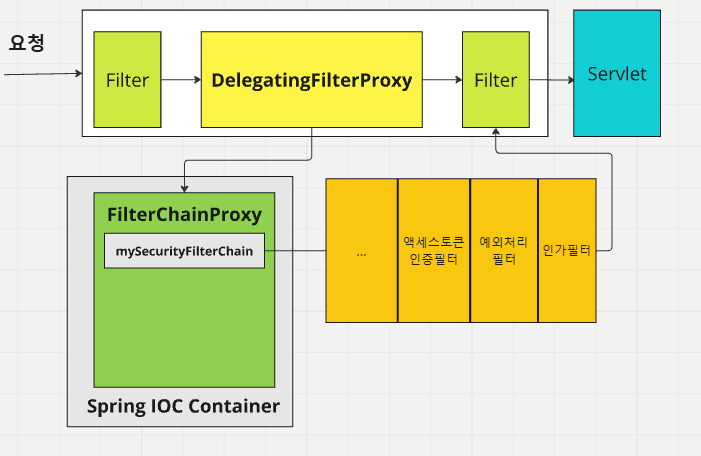 요청
Filter
DelegatingFilterProxy
Filter
Servlet
FilterChainProxy
mySecurityFilterChain
...
액세스토큰
인증필터
예외처리
필터
인가필터
Spring IOC Container